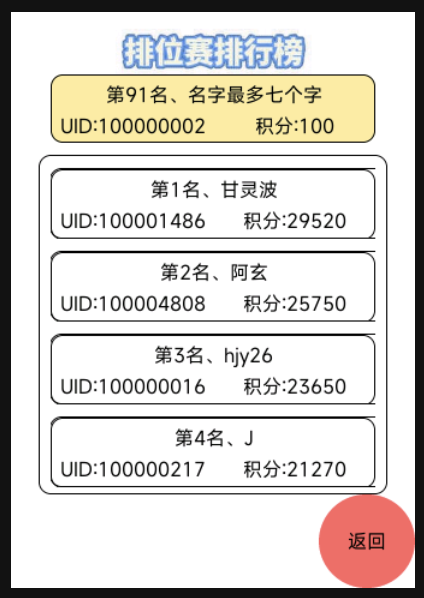 排位赛排行榜
第91名、名字最多七个字
UID:100000002 积分:100
第1名、甘灵波
UID:100001486 积分:29520
第2名、阿玄
UID:100004808 积分:25750
第3名、hjy26
UID:100000016 积分:23650
第4名、J
UID:100000217 积分:21270
返回